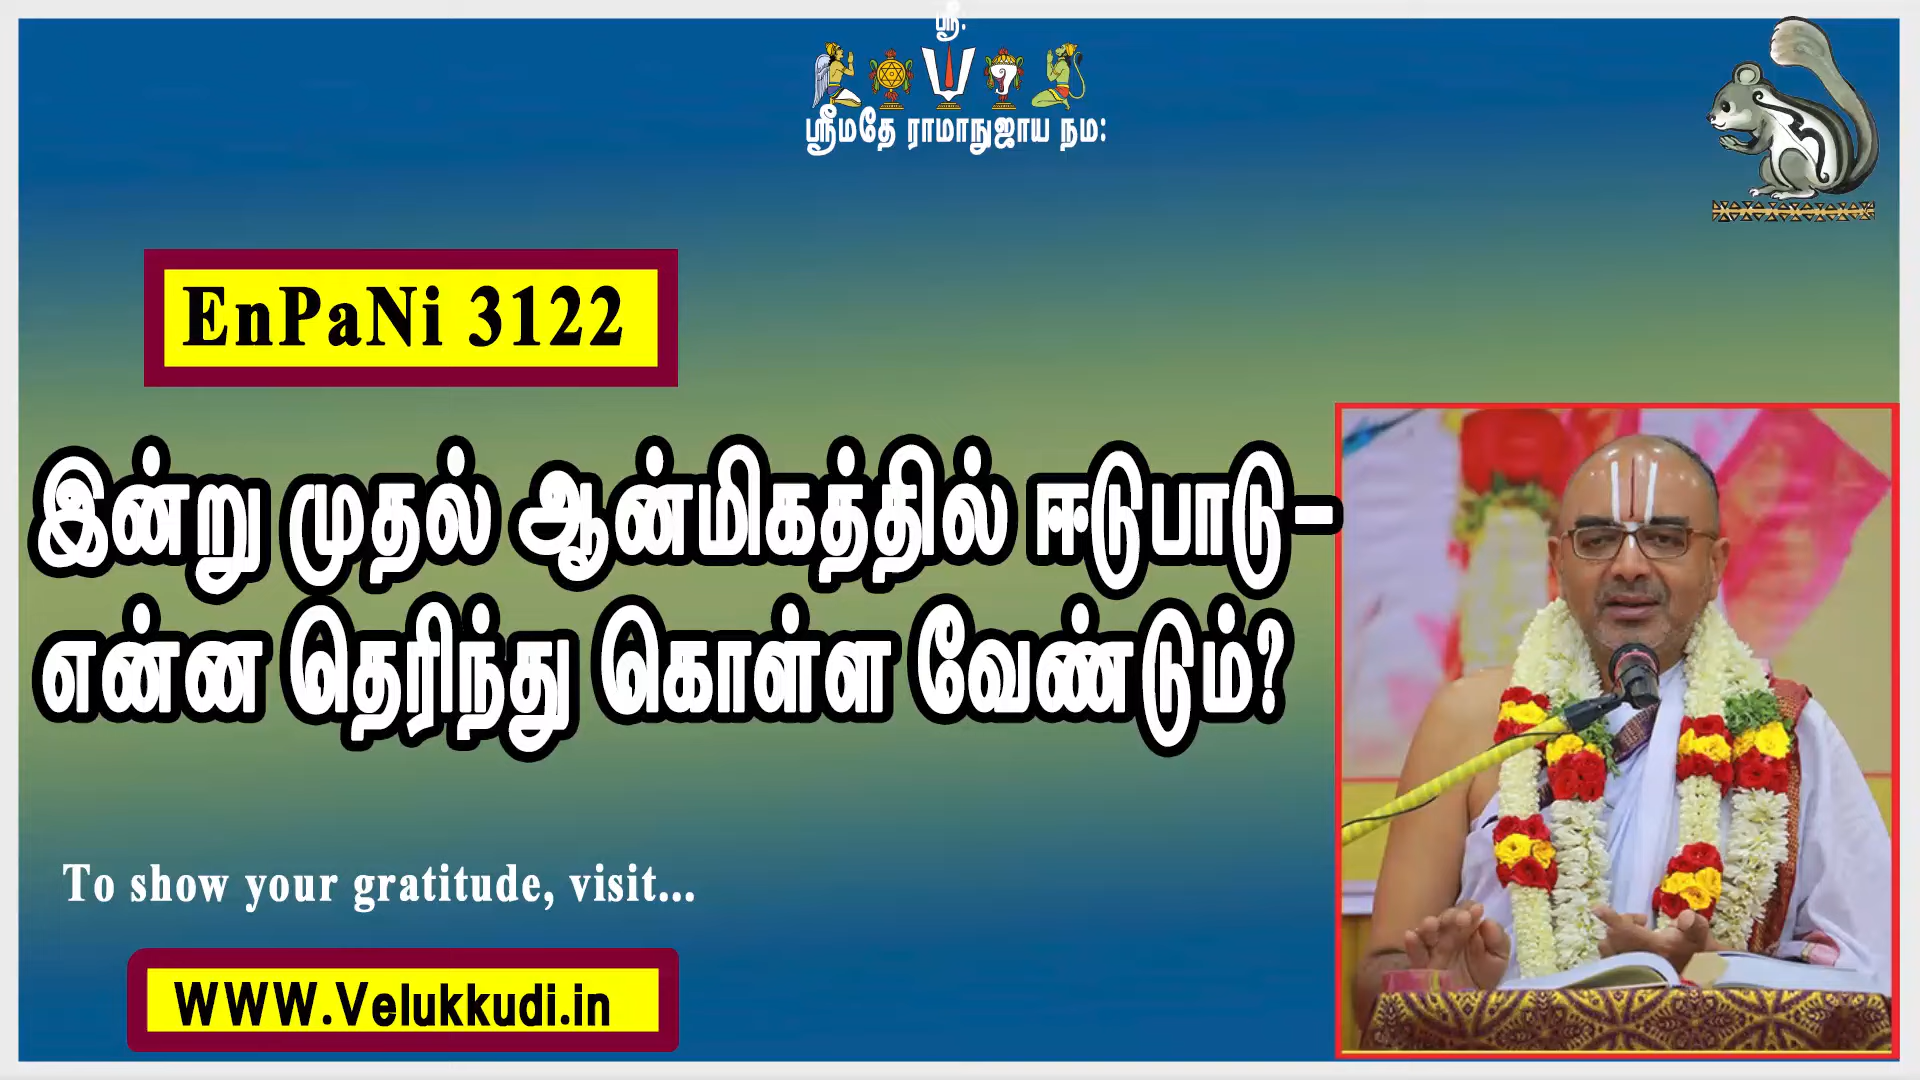 ஸ்ரீ:
ஸ்ரீமதே ராமாநுஜாய நம:
EnPaNi 3122
இன்று முதல் ஆன்மிகத்தில் ஈடுபாடு-
என்ன தெரிந்து கொள்ள வேண்டும்?
To show your gratitude, visit...
WWW.Velukkudi.in